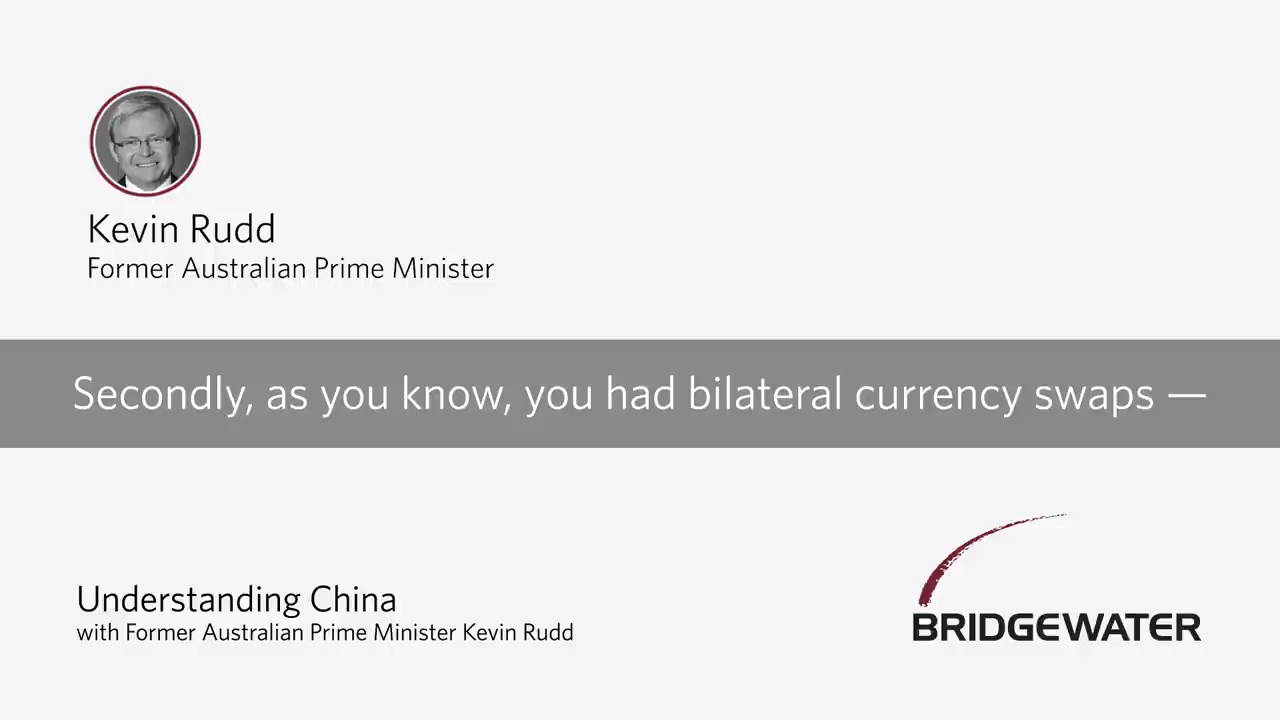 Kevin Rudd
Former Australian Prime Minister
Secondly, as you know, you had bilateral currency swaps —
Understanding China
with Former Australian Prime Minister Kevin Rudd
BRIDGEWATER